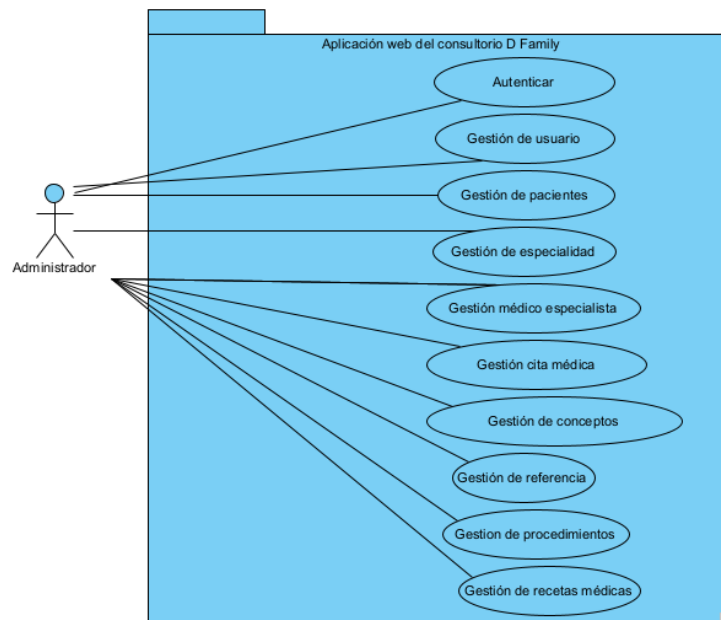 Aplicación web del consultorio D Family
Autenticar
Gestión de usuario
Gestión de pacientes
Gestión de especialidad
Administrador
Gestión médico especialista
Gestión cita médica
Gestión de conceptos
Gestión de referencia
Gestion de procedimientos
Gestión de recetas médicas